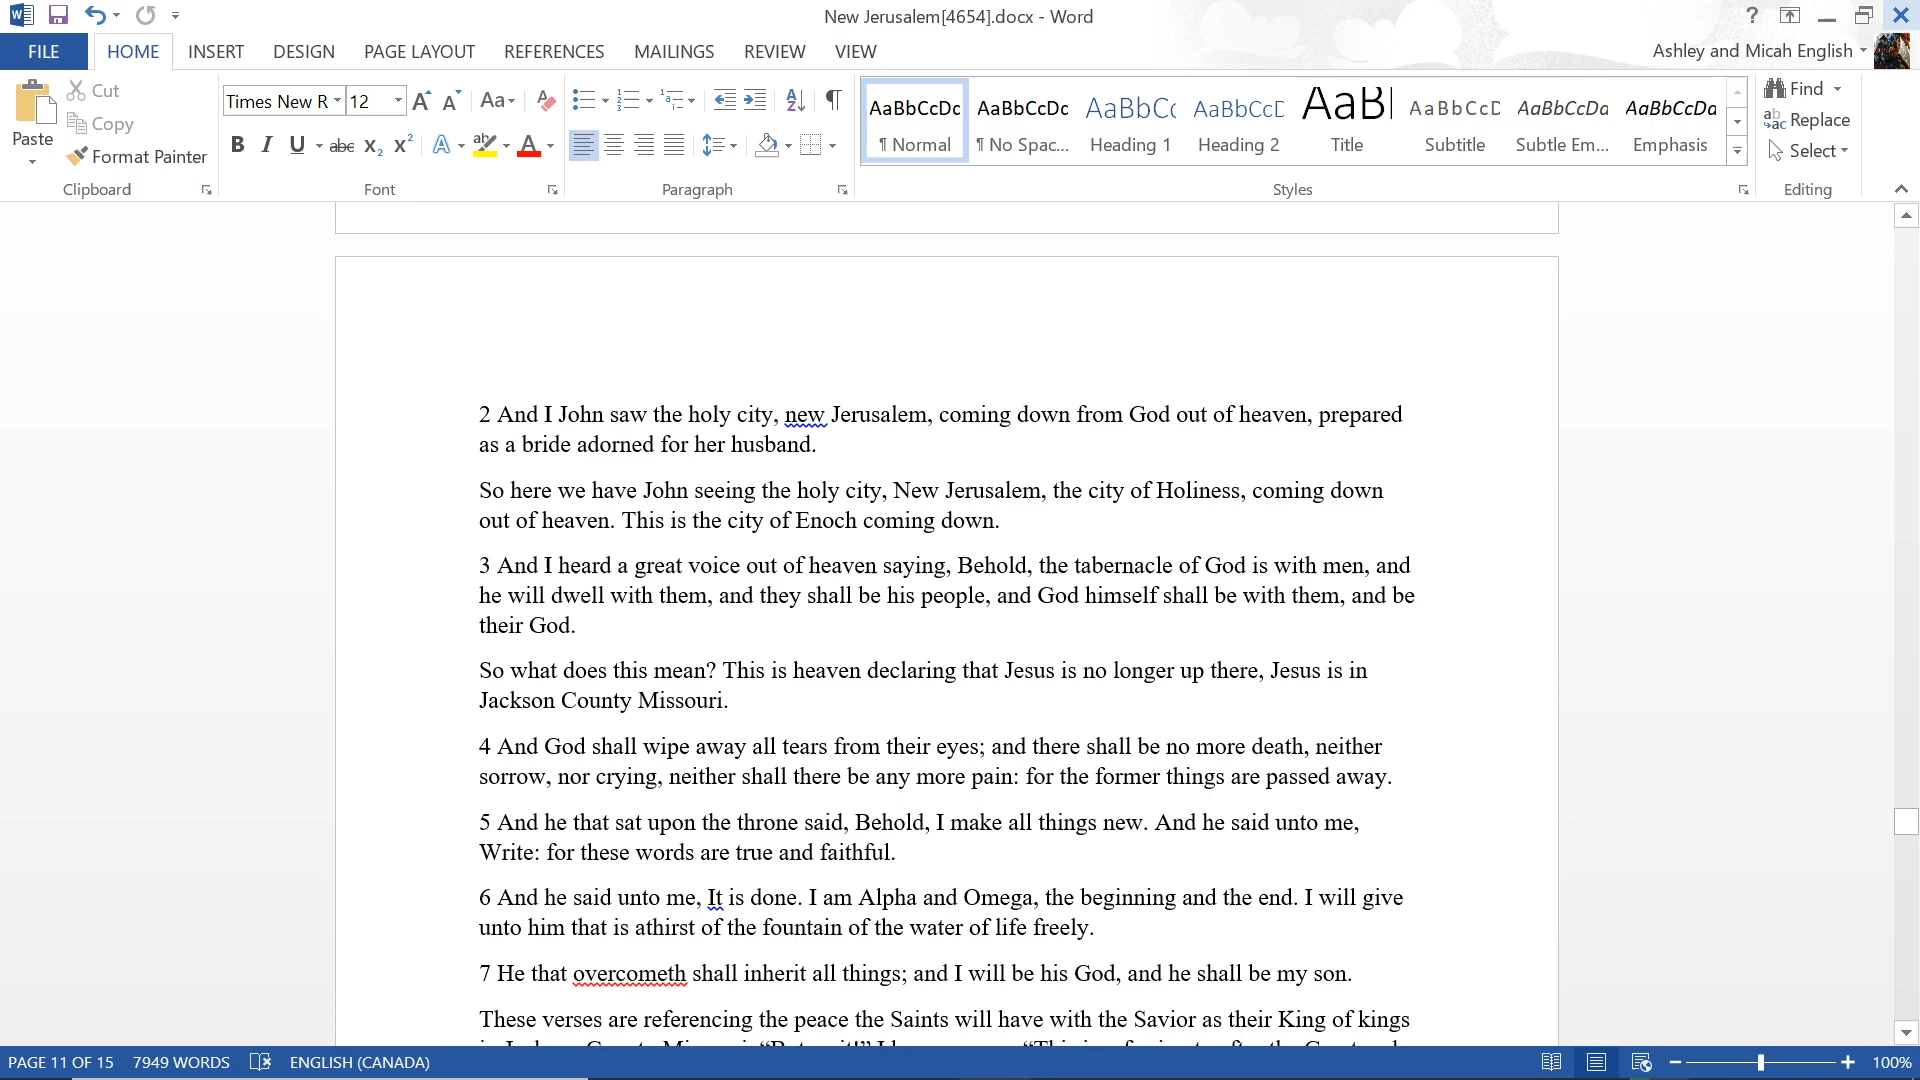 New Jerusalem[4654].docx - Word
?
FILE HOME INSERT DESIGN PAGE LAYOUT REFERENCES MAILINGS REVIEW VIEW
Ashley and Micah English
Paste
Cut
Copy
Format Painter
Clipboard
Times New R 12
Font
Paragraph
AaBbCcDc AaBbCcDc AaBbCc AaBbCcD AaBl AaBbCcD AaBbCcDa AaBbCcDa
¶ Normal ¶ No Spac... Heading 1 Heading 2 Title Subtitle Subtle Em... Emphasis
Styles
Find
Replace
Select
Editing
2 And I John saw the holy city, new Jerusalem, coming down from God out of heaven, prepared
as a bride adorned for her husband.
So here we have John seeing the holy city, New Jerusalem, the city of Holiness, coming down
out of heaven. This is the city of Enoch coming down.
3 And I heard a great voice out of heaven saying, Behold, the tabernacle of God is with men, and
he will dwell with them, and they shall be his people, and God himself shall be with them, and be
their God.
So what does this mean? This is heaven declaring that Jesus is no longer up there, Jesus is in
Jackson County Missouri.
4 And God shall wipe away all tears from their eyes; and there shall be no more death, neither
sorrow, nor crying, neither shall there be any more pain: for the former things are passed away.
5 And he that sat upon the throne said, Behold, I make all things new. And he said unto me,
Write: for these words are true and faithful.
6 And he said unto me, It is done. I am Alpha and Omega, the beginning and the end. I will give
unto him that is athirst of the fountain of the water of life freely.
7 He that overcometh shall inherit all things; and I will be his God, and he shall be my son.
These verses are referencing the peace the Saints will have with the Savior as their King of kings
PAGE 11 OF 15 7949 WORDS ENGLISH (CANADA)
100%